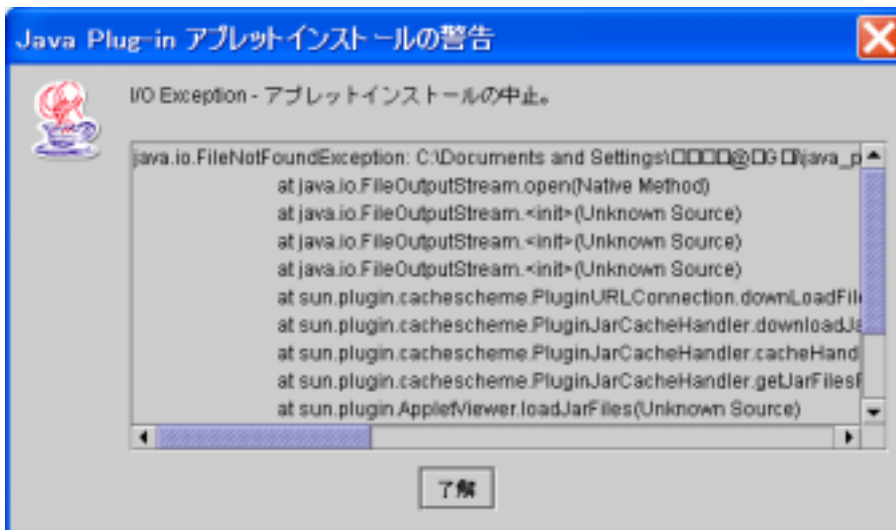 Java Plug-in アプレットインストールの警告
I/O Exception - アプレットインストールの中止。
java.io.FileNotFoundException: C:\Documents and Settings\□□□□@□G□\java_p
at java.io.FileOutputStream.open(Native Method)
at java.io.FileOutputStream.<init>(Unknown Source)
at java.io.FileOutputStream.<init>(Unknown Source)
at java.io.FileOutputStream.<init>(Unknown Source)
at sun.plugin.cachescheme.PluginURLConnection.downLoadFil
at sun.plugin.cachescheme.PluginJarCacheHandler.downloadJa
at sun.plugin.cachescheme.PluginJarCacheHandler.cacheHand
at sun.plugin.cachescheme.PluginJarCacheHandler.getJarFilesF
at sun.plugin.AppletViewer.loadJarFiles(Unknown Source)
了解